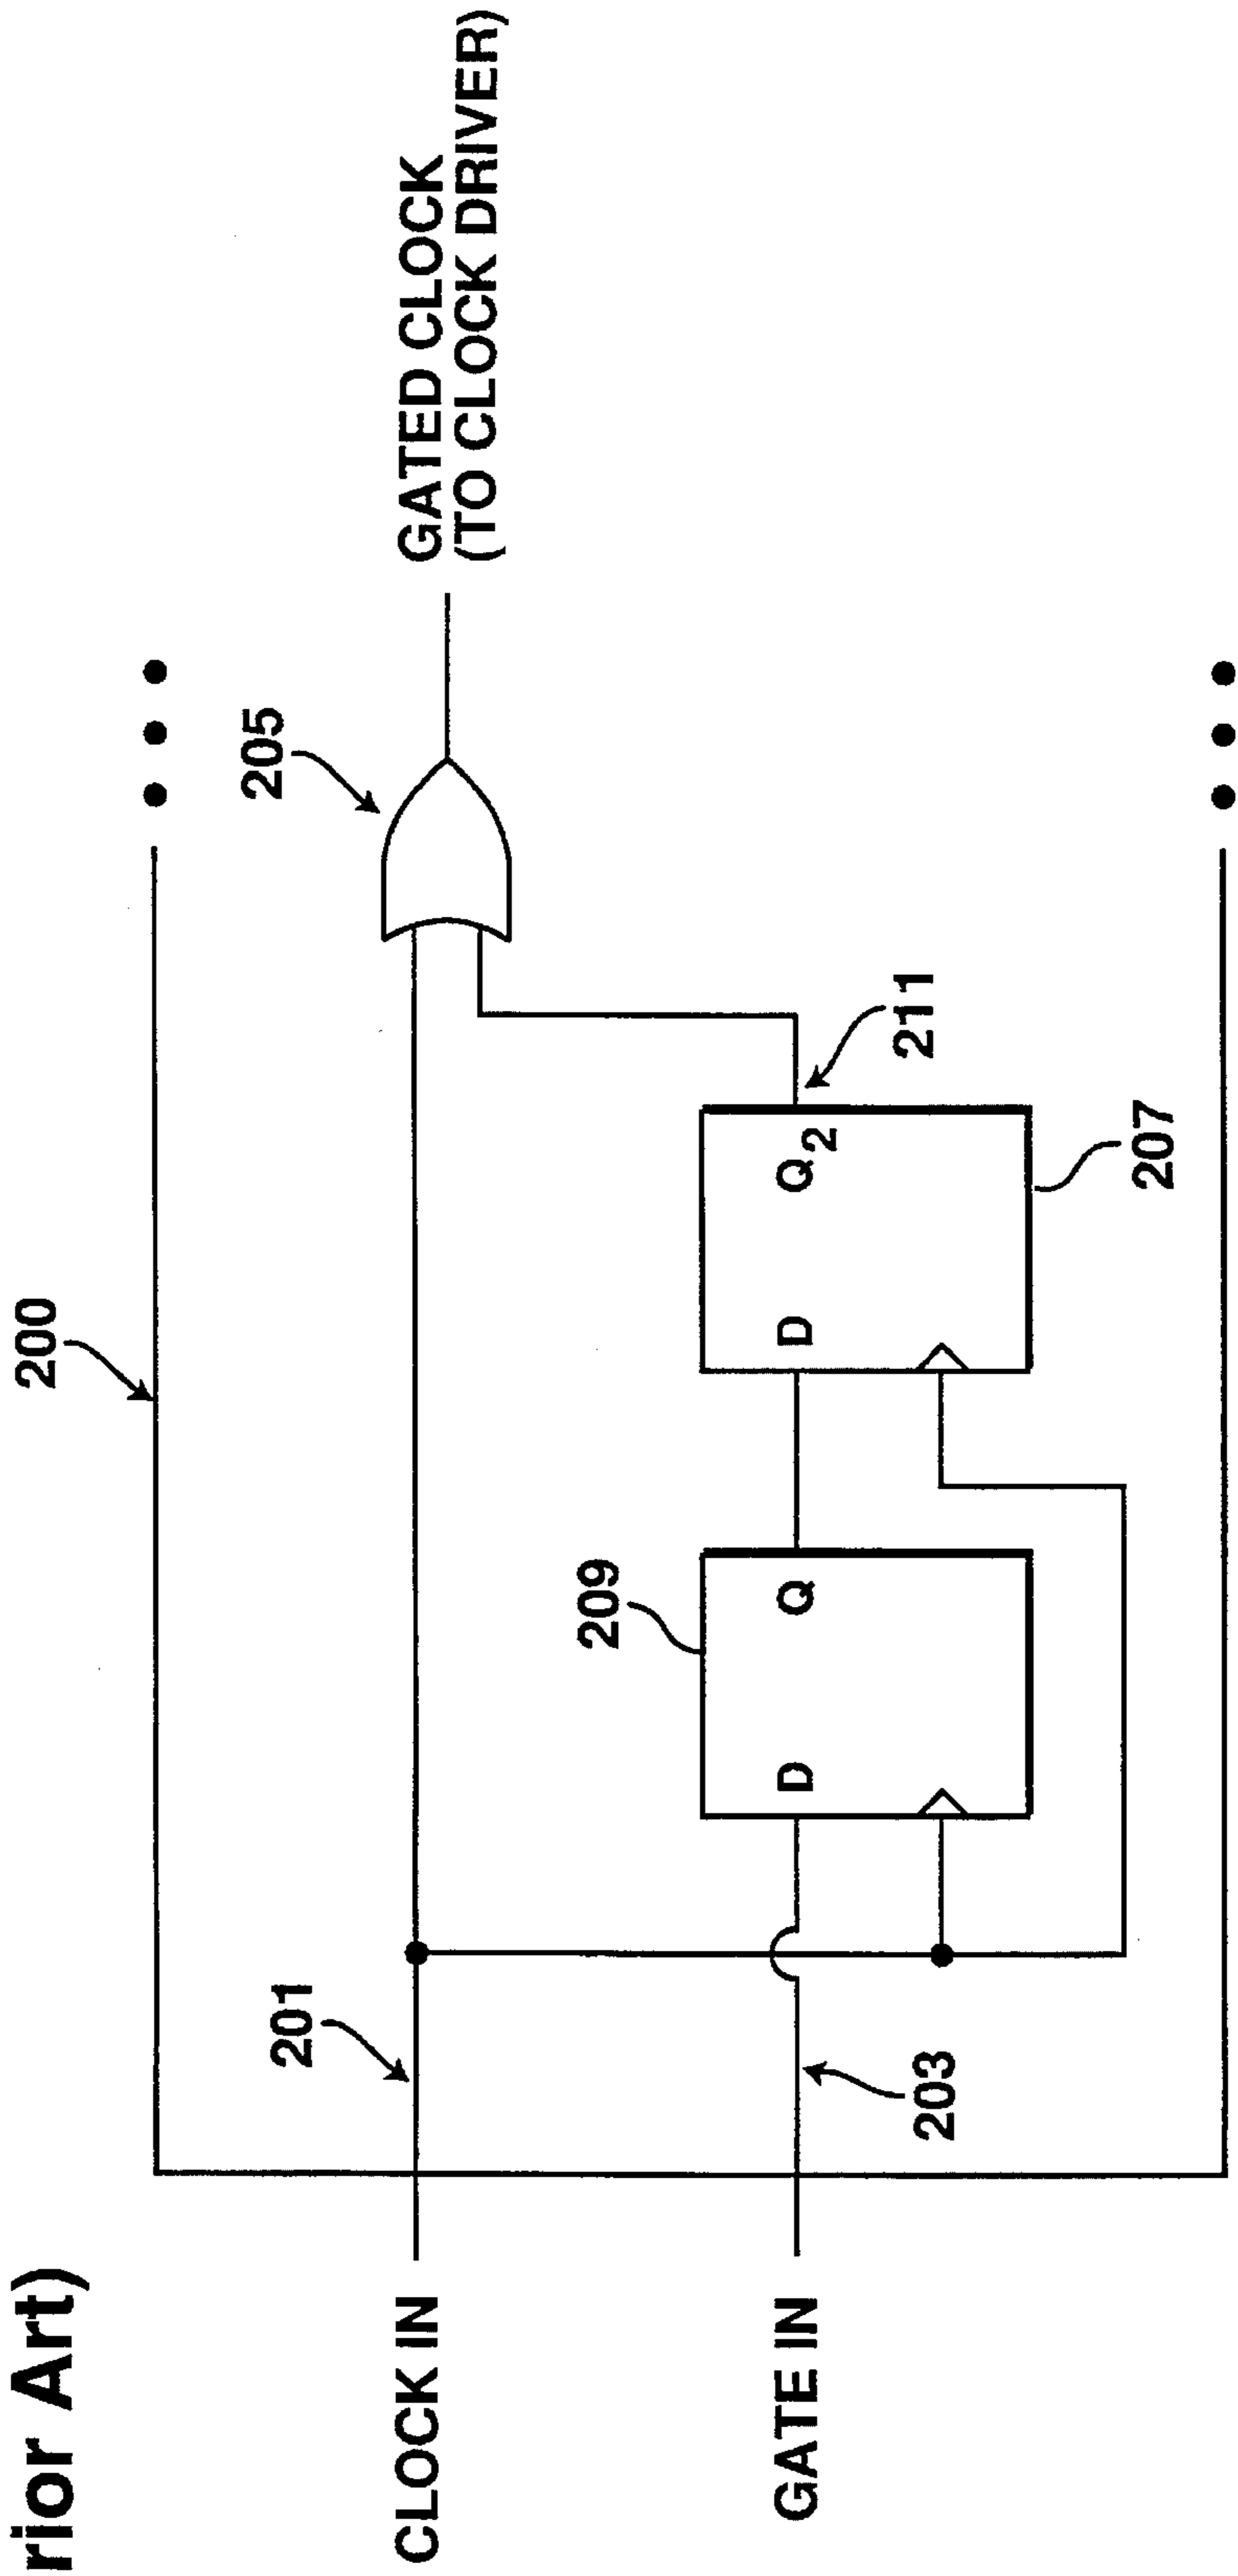 rior Art)
200
205
201
CLOCK IN
GATED CLOCK
(TO CLOCK DRIVER)
209
D Q
D Q2
211
GATE IN
203
207